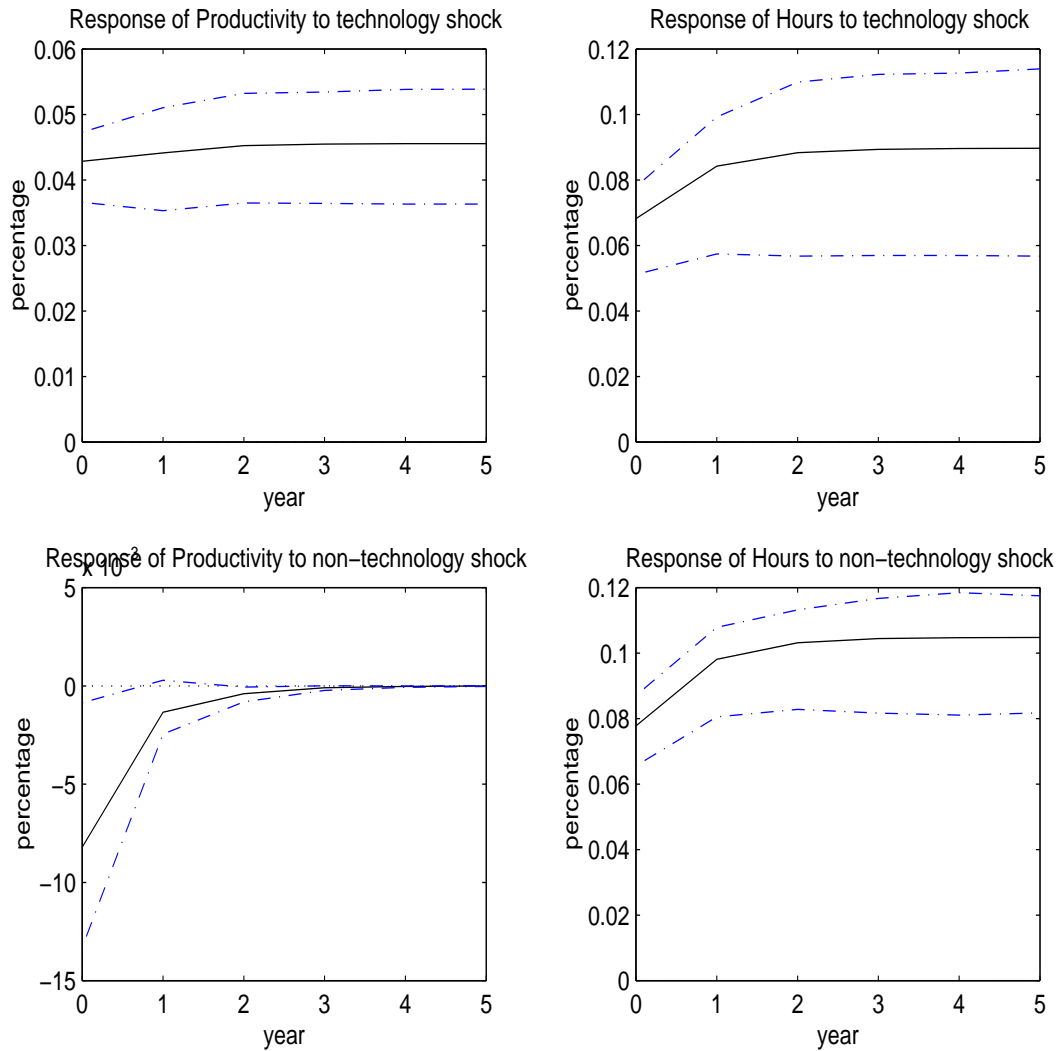 Response of Productivity to technology shock
0.06
0.05
0.04
0.03
0.02
0.01
0
percentage
0 1 2 3 4 5
year
Response of Hours to technology shock
0.12
0.1
0.08
0.06
0.04
0.02
0
percentage
0 1 2 3 4 5
year
Response of Productivity to non−technology shock
x 10
5
0
−5
−10
−15
percentage
0 1 2 3 4 5
year
Response of Hours to non−technology shock
0.12
0.1
0.08
0.06
0.04
0.02
0
percentage
0 1 2 3 4 5
year